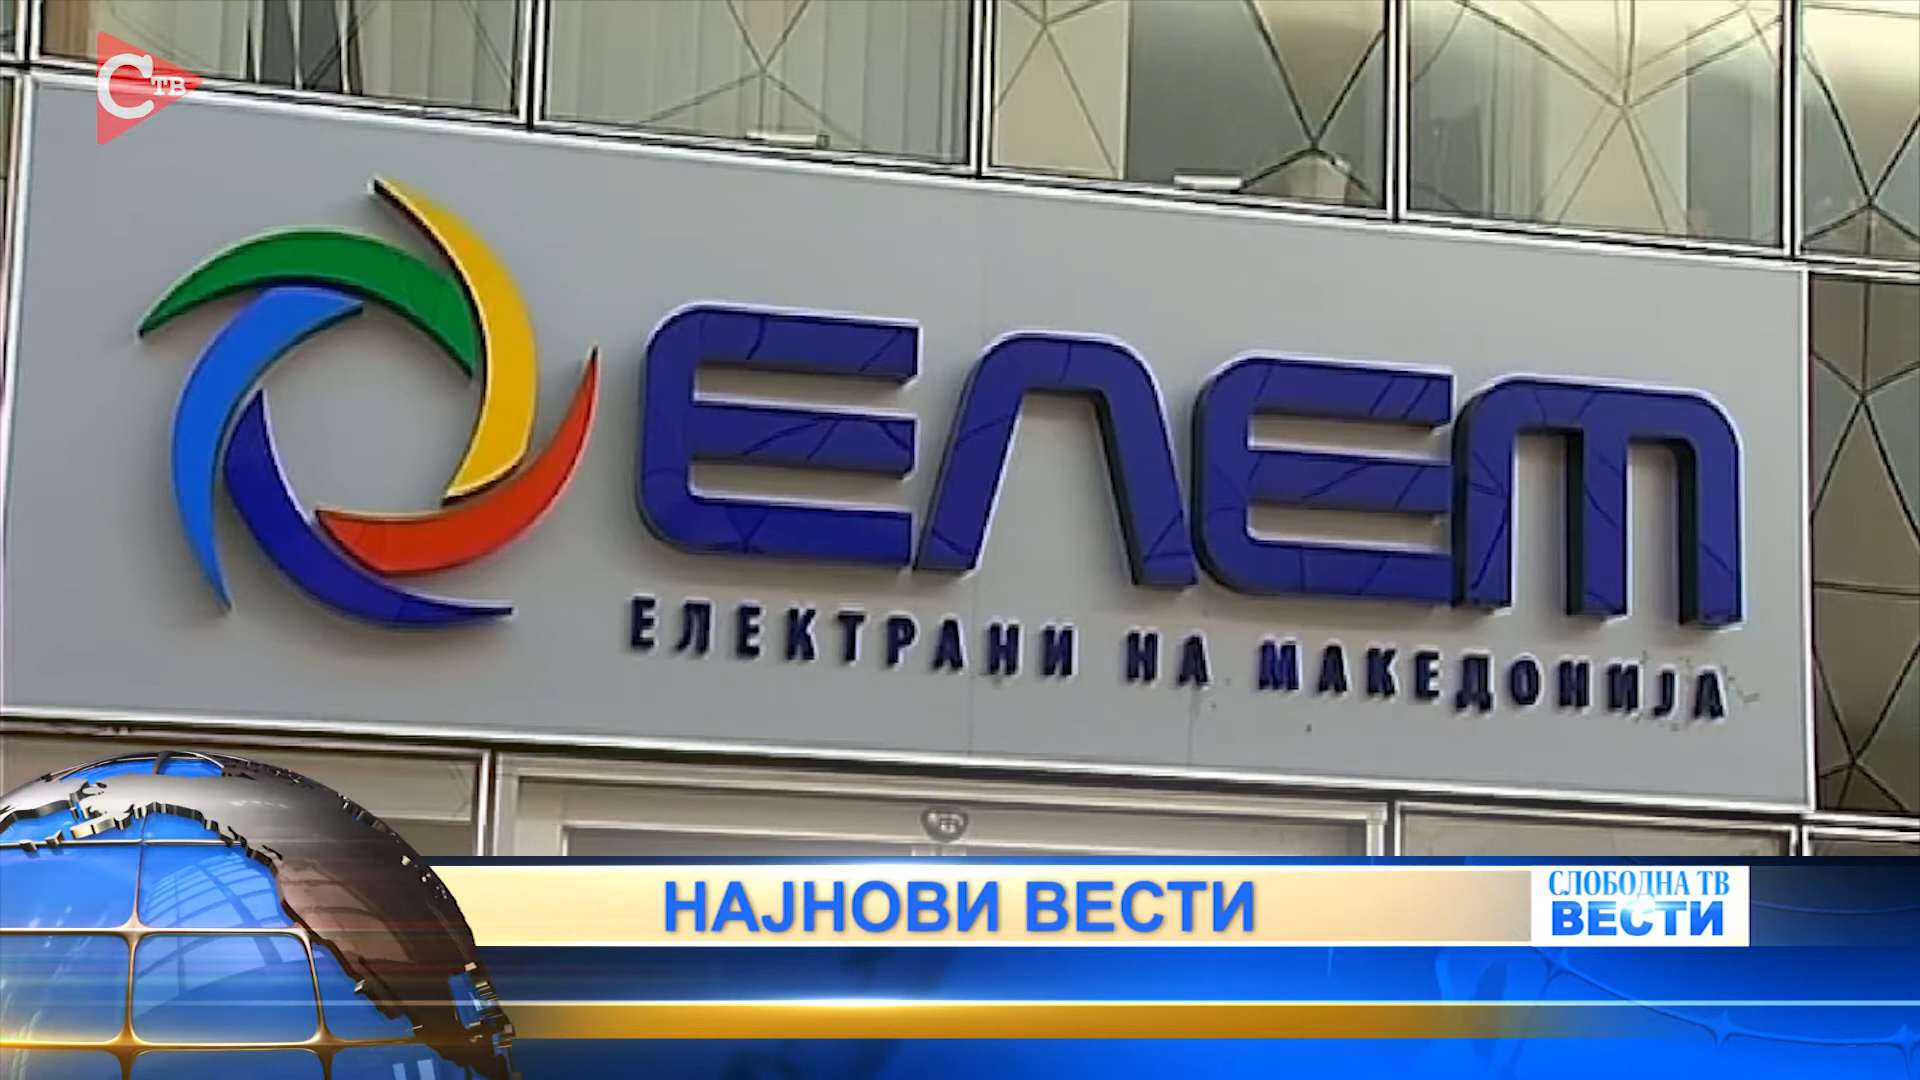 СТВ
ЕЛЕМ
ЕЛЕКТРАНИ НА МАКЕДОНИЈА
НАЈНОВИ ВЕСТИ
СЛОБОДНА ТВ
ВЕСТИ